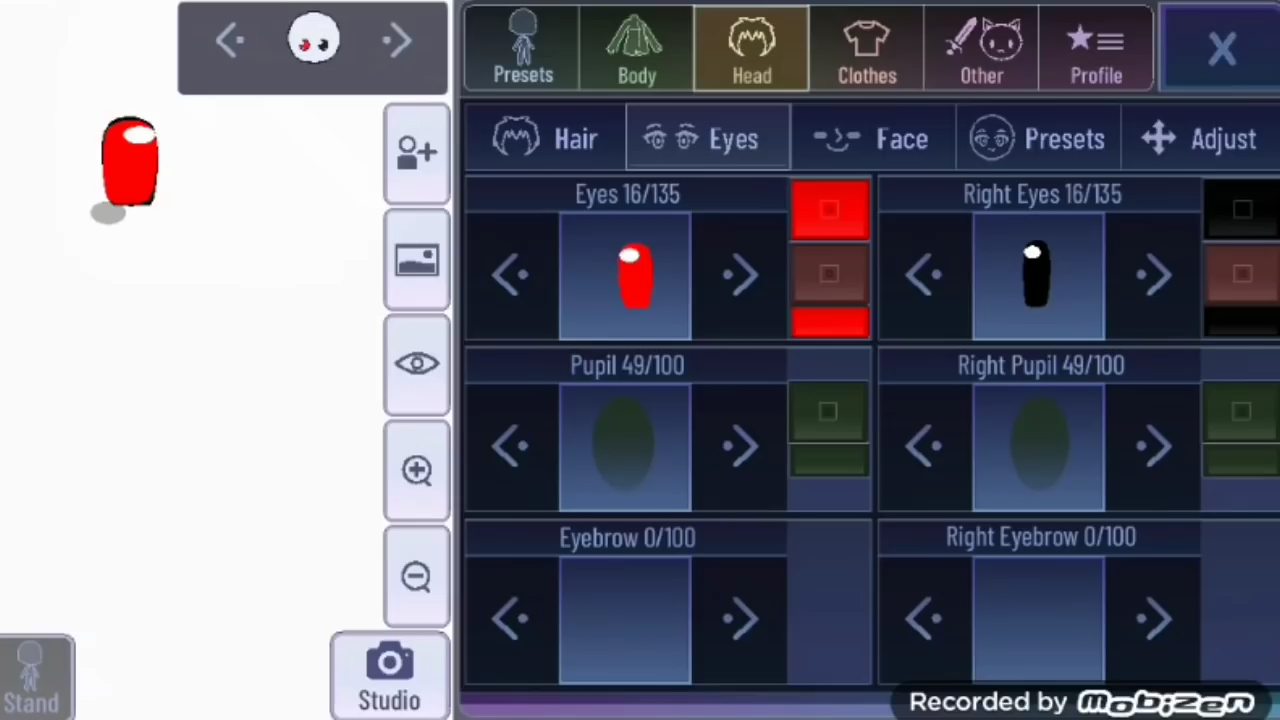 Presets
Body
Head
Clothes
Other
Profile
X
Hair
Eyes
Face
Presets
Adjust
Eyes 16/135
Right Eyes 16/135
Pupil 49/100
Right Pupil 49/100
Eyebrow 0/100
Right Eyebrow 0/100
Stand
Studio
Recorded by mobizen